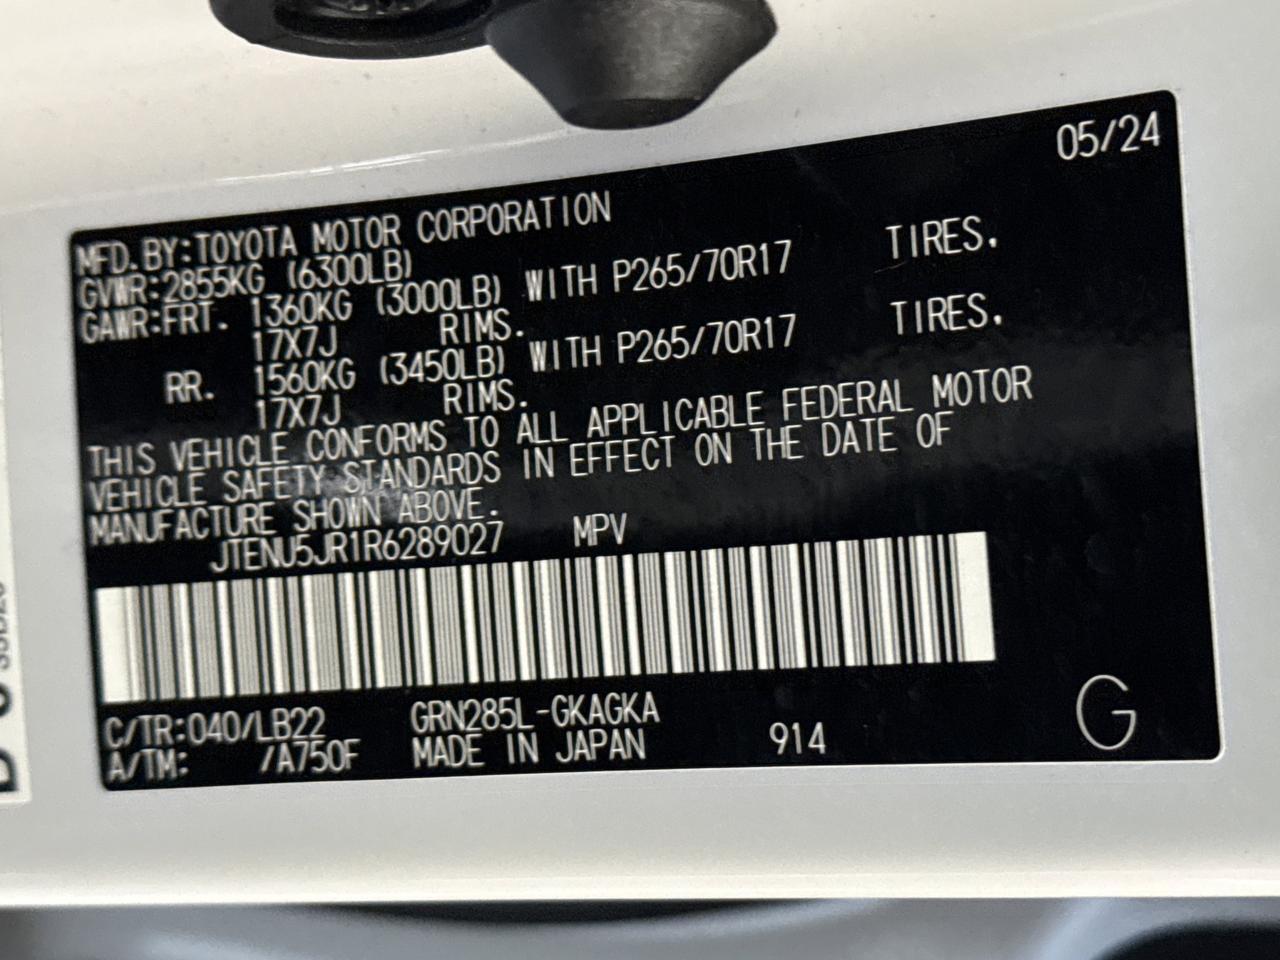 05/24
MFD.BY:TOYOTA MOTOR CORPORATION
GVWR:2855KG (6300LB)
GAWR:FRT. 1360KG (3000LB) WITH P265/70R17 TIRES.
17X7J RIMS.
RR. 1560KG (3450LB) WITH P265/70R17 TIRES.
17X7J RIMS.
THIS VEHICLE CONFORMS TO ALL APPLICABLE FEDERAL MOTOR
VEHICLE SAFETY STANDARDS IN EFFECT ON THE DATE OF
MANUFACTURE SHOWN ABOVE.
JTENU5JR1R6289027 MPV
C/TR:040/LB22 GRN285L-GKAGKA
A/TM: /A750F MADE IN JAPAN 914 G